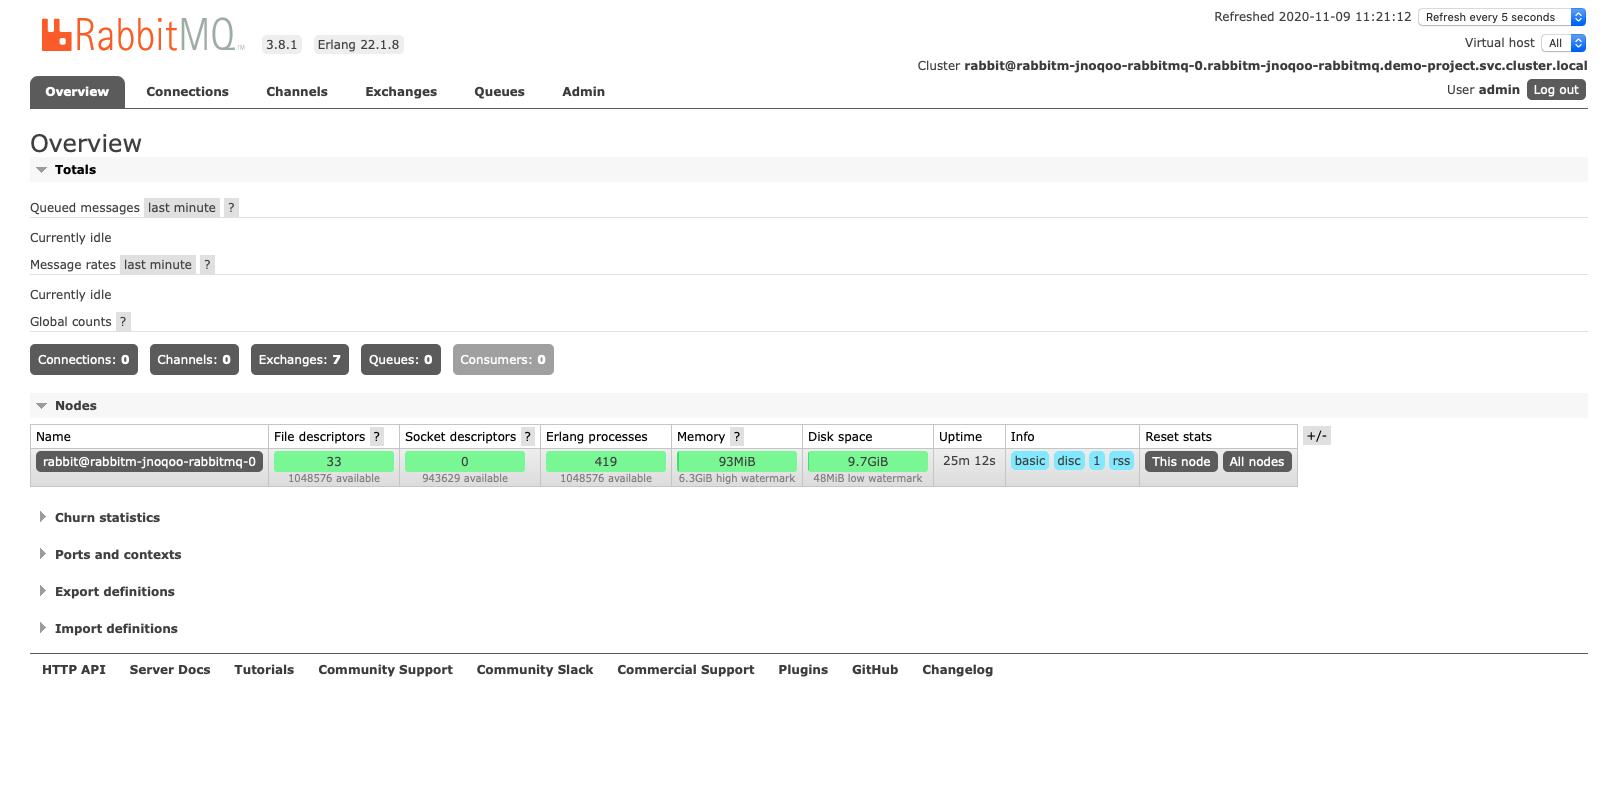 Refreshed 2020-11-09 11:21:12 Refresh every 5 seconds
RabbitMQ TM 3.8.1 Erlang 22.1.8
Virtual host All
Cluster rabbit@rabbitm-jnoqoo-rabbitmq-0.rabbitm-jnoqoo-rabbitmq.demo-project.svc.cluster.local
User admin Log out
Overview Connections Channels Exchanges Queues Admin
Overview
Totals
Queued messages last minute ?
Currently idle
Message rates last minute ?
Currently idle
Global counts ?
Connections: 0 Channels: 0 Exchanges: 7 Queues: 0 Consumers: 0
Nodes
Name File descriptors ? Socket descriptors ? Erlang processes Memory ? Disk space Uptime Info Reset stats +/-
rabbit@rabbitm-jnoqoo-rabbitmq-0 33 0 419 93MiB 9.7GiB 25m 12s basic disc 1 rss This node All nodes
1048576 available 943629 available 1048576 available 6.3GiB high watermark 48MiB low watermark
Churn statistics
Ports and contexts
Export definitions
Import definitions
HTTP API Server Docs Tutorials Community Support Community Slack Commercial Support Plugins GitHub Changelog